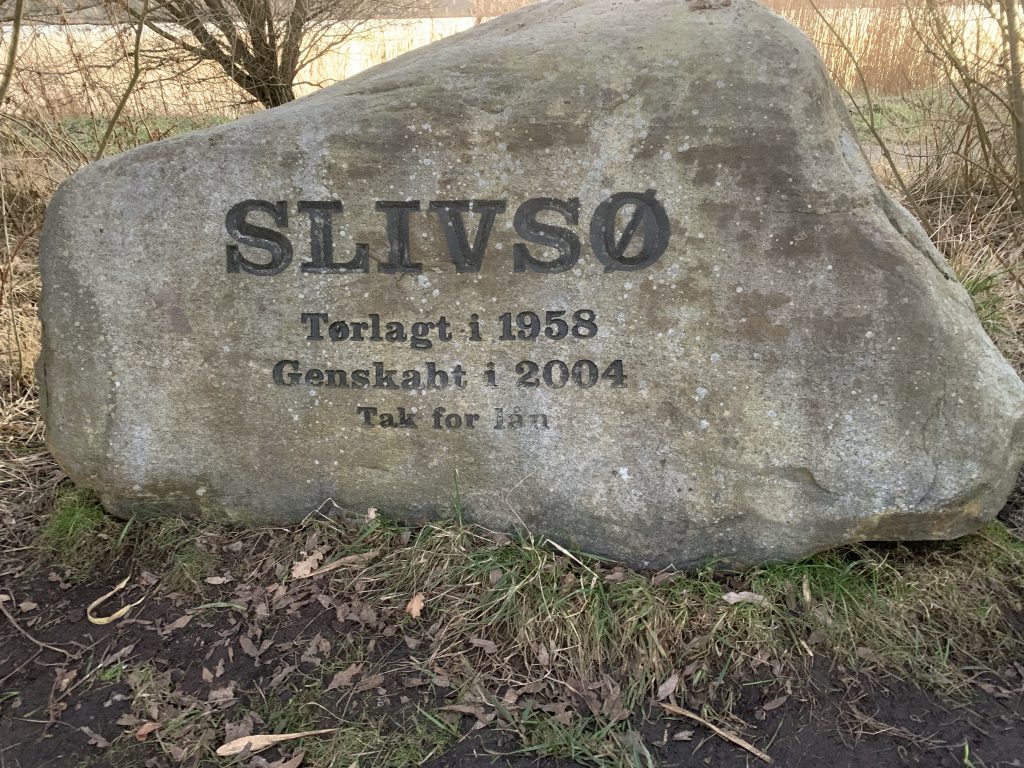 SLIVSØ
Tørlagt i 1958
Genskabt i 2004
Tak for lån